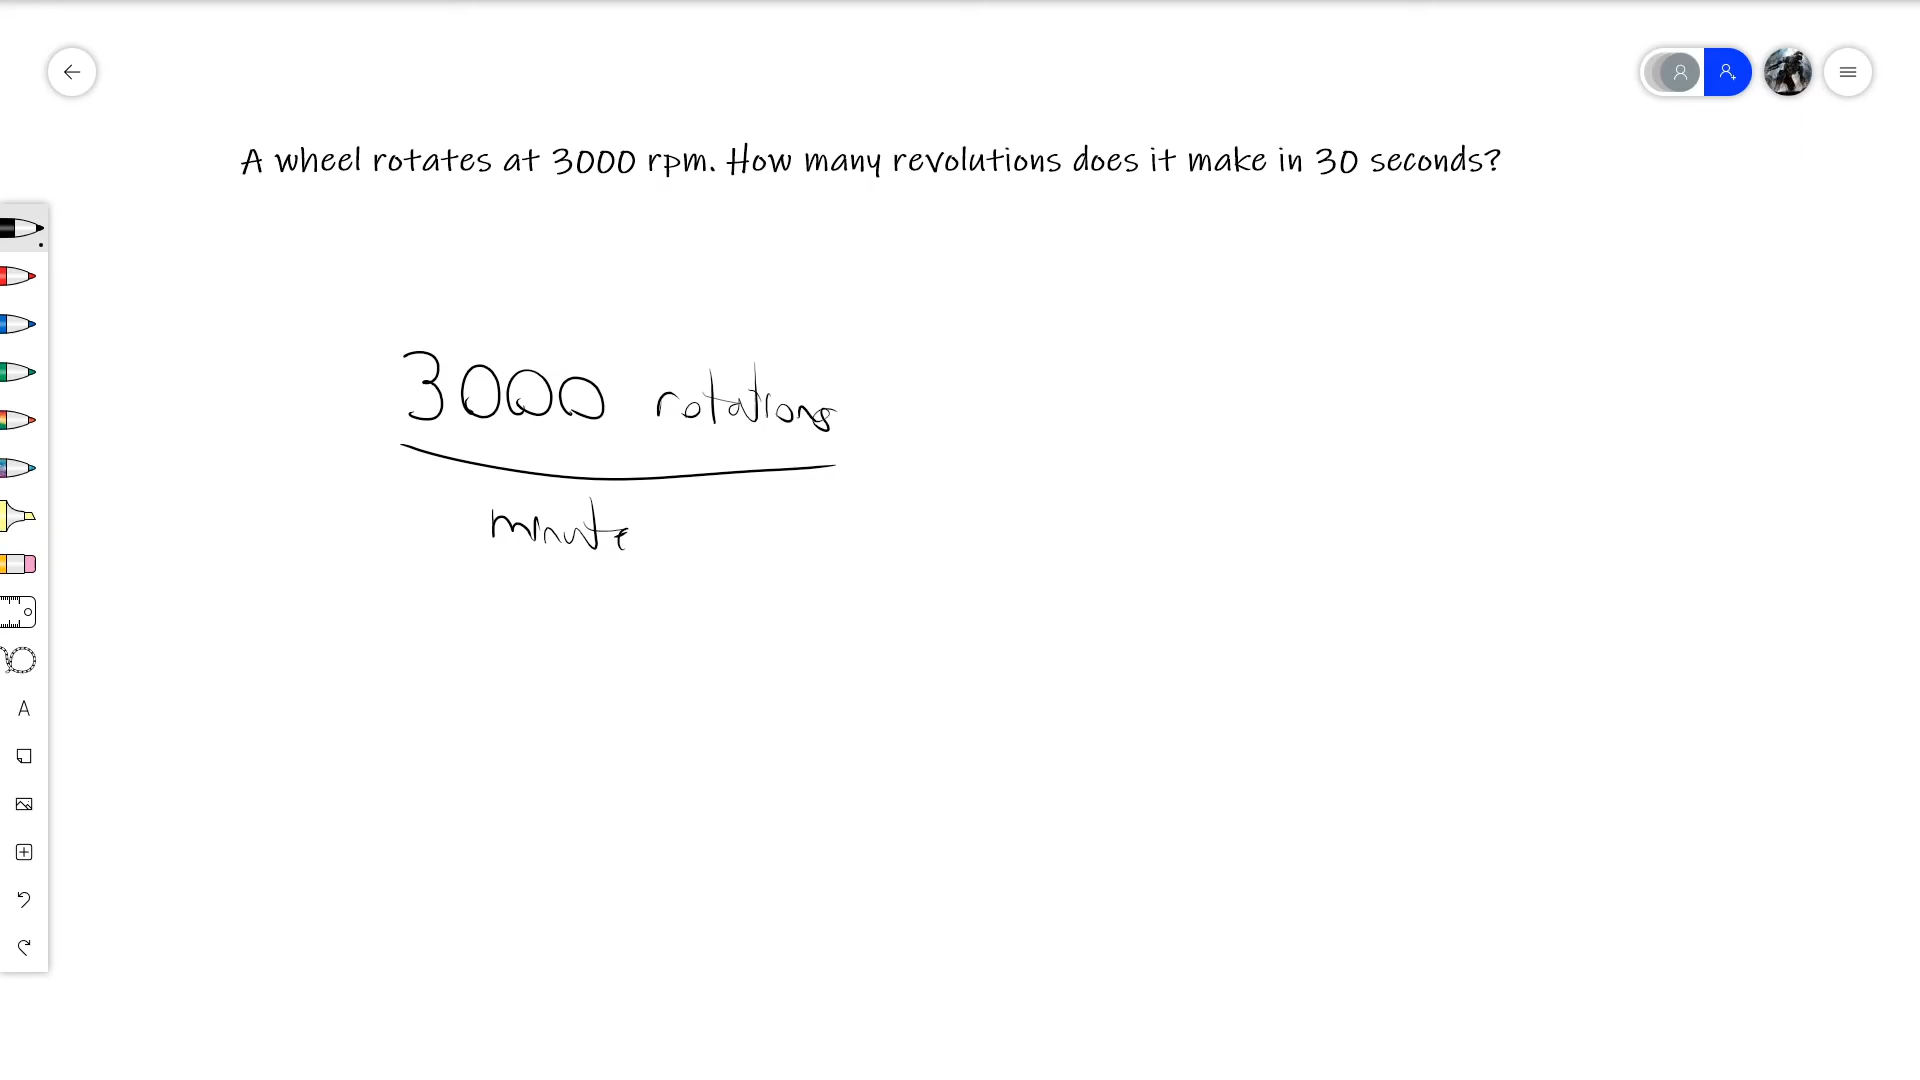 A wheel rotates at 3000 rpm. How many revolutions does it make in 30 seconds?
3000 rotations
minute
A